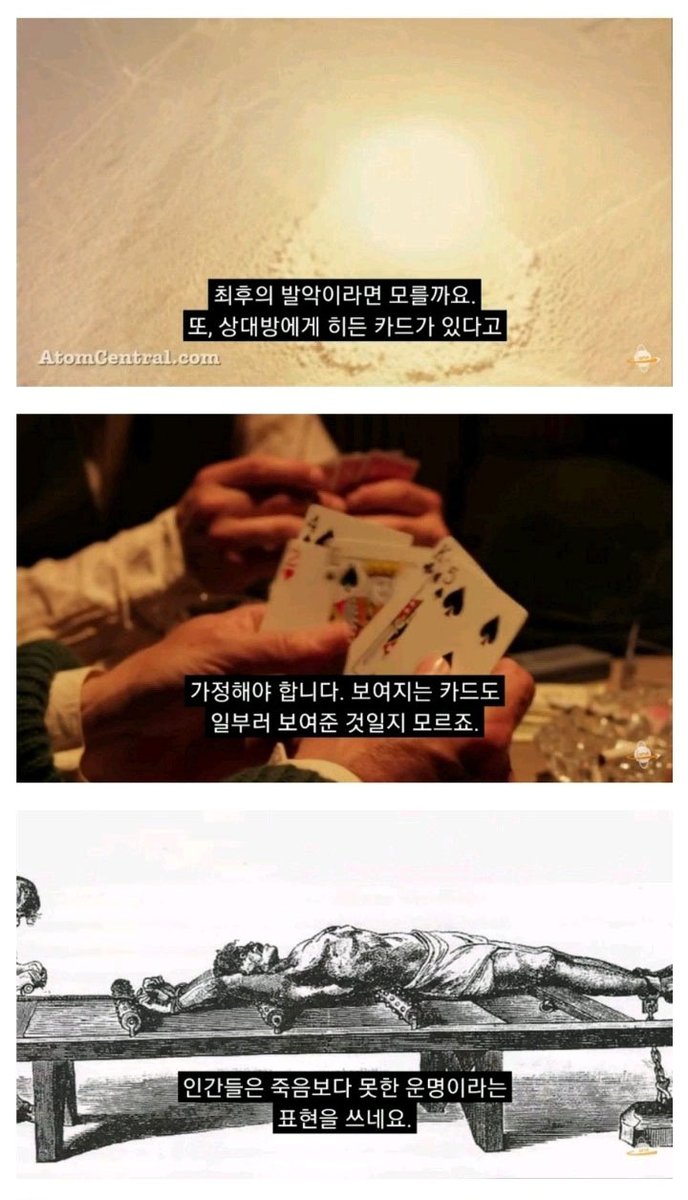 최후의 발악이라면 모를까요.
또, 상대방에게 히든 카드가 있다고
AtomCentral.com
A
K
5
가정해야 합니다. 보여지는 카드도
일부러 보여준 것일지 모르죠.
인간들은 죽음보다 못한 운명이라는
표현을 쓰네요.